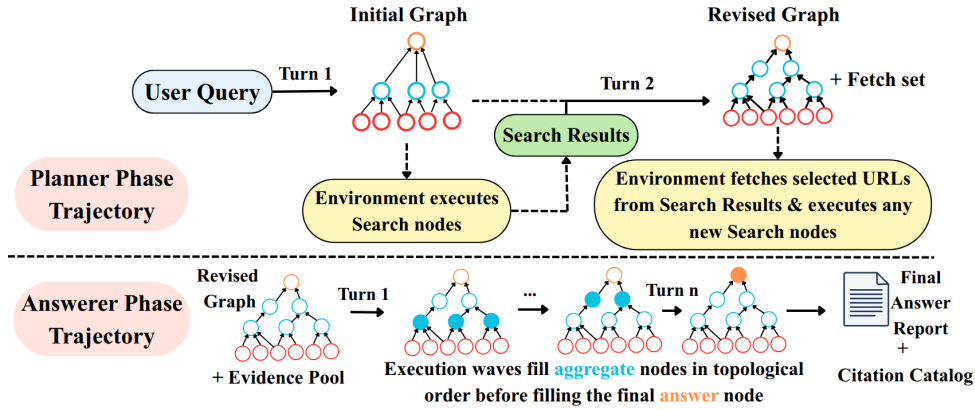 Initial Graph
Revised Graph
User Query
Turn 1
Turn 2
+ Fetch set
Search Results
Planner Phase
Trajectory
Environment executes
Search nodes
Environment fetches selected URLs
from Search Results & executes any
new Search nodes
Answerer Phase
Trajectory
Revised
Graph
+ Evidence Pool
Turn 1
...
Turn n
Execution waves fill aggregate nodes in topological
order before filling the final answer node
Final
Answer
Report
+
Citation Catalog